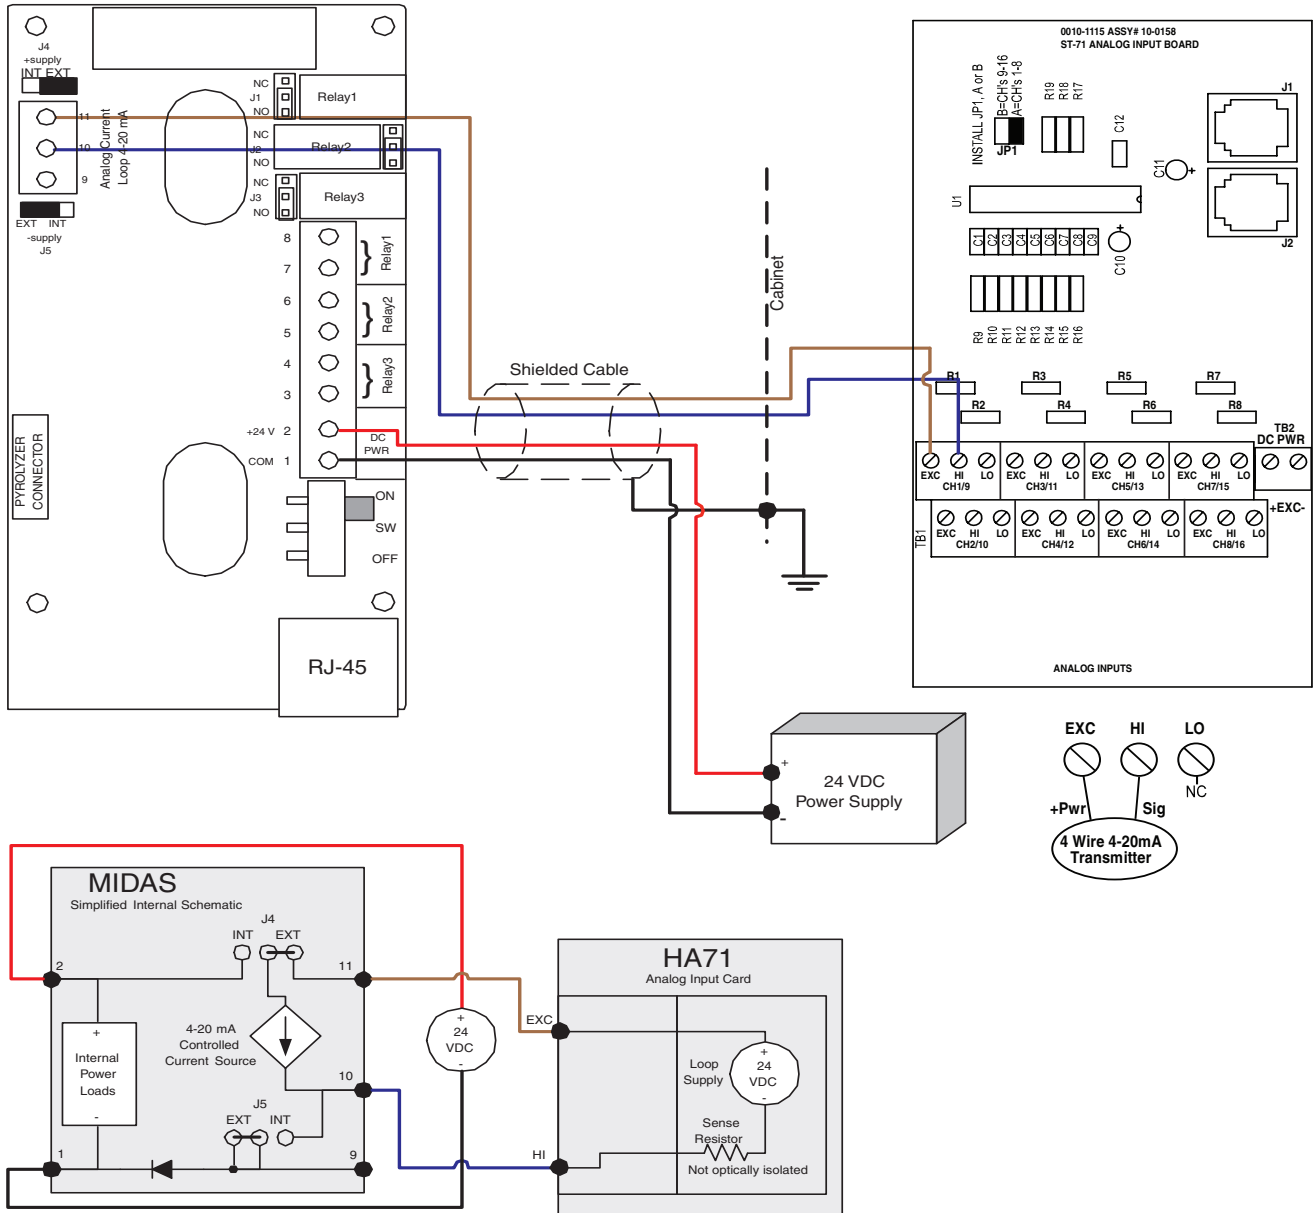 J4
+supply
INT EXT
11
10
9
Analog Current
Loop 4-20 mA
EXT INT
-supply
J5
NC
J1
NO
Relay1
NC
J2
NO
Relay2
NC
J3
NO
Relay3
8
7
6
5
4
3
+24 V 2
COM 1
} Relay1
} Relay2
} Relay3
DC
PWR
PYROLYZER
CONNECTOR
ON
SW
OFF
RJ-45
Shielded Cable
Cabinet
0010-1115 ASSY# 10-0158
ST-71 ANALOG INPUT BOARD
INSTALL JP1, A or B
B=CH's 9-16
A=CH's 1-8
JP1
R19
R18
R17
C12
C11
+
J1
J2
U1
C1
C2
C3
C4
C5
C6
C7
C8
C9
+
C10
R9
R10
R11
R12
R13
R14
R15
R16
R1
R3
R5
R7
R2
R4
R6
R8
TB2
DC PWR
EXC HI LO
CH1/9
EXC HI LO
CH3/11
EXC HI LO
CH5/13
EXC HI LO
CH7/15
+EXC-
TB1
EXC HI LO
CH2/10
EXC HI LO
CH4/12
EXC HI LO
CH6/14
EXC HI LO
CH8/16
ANALOG INPUTS
+
24 VDC
Power Supply
-
EXC HI LO
NC
+Pwr Sig
4 Wire 4-20mA
Transmitter
MIDAS
Simplified Internal Schematic
J4
INT EXT
2
11
+
Internal
Power
Loads
-
4-20 mA
Controlled
Current Source
10
J5
EXT INT
1
9
+
24
VDC
-
HA71
Analog Input Card
EXC
Loop
Supply
+
24
VDC
-
Sense
Resistor
HI
Not optically isolated